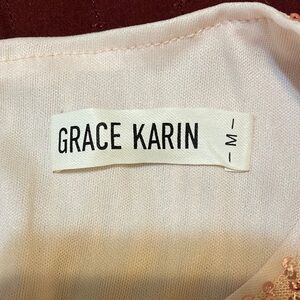 GRACE KARIN
– M –